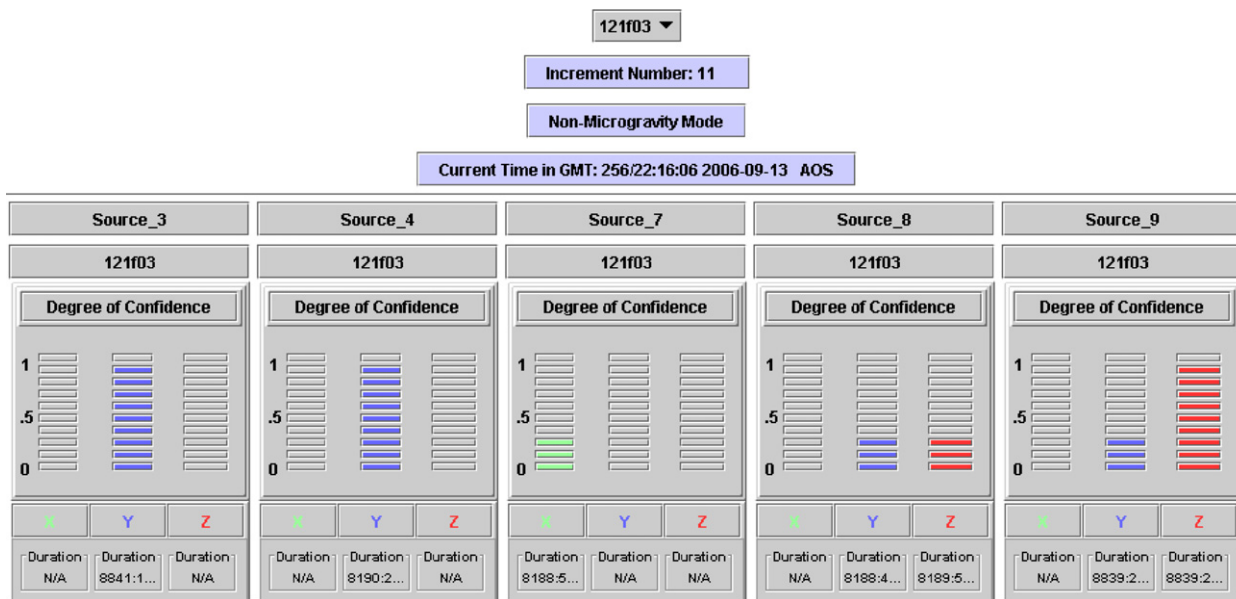 121f03
Increment Number: 11
Non-Microgravity Mode
Current Time in GMT: 256/22:16:06 2006-09-13 AOS
Source_3 Source_4 Source_7 Source_8 Source_9
121f03 121f03 121f03 121f03 121f03
Degree of Confidence Degree of Confidence Degree of Confidence Degree of Confidence Degree of Confidence
1 1 1 1 1
.5 .5 .5 .5 .5
0 0 0 0 0
X Y Z X Y Z X Y Z X Y Z X Y Z
Duration Duration Duration Duration Duration Duration Duration Duration Duration Duration Duration Duration Duration Duration Duration
N/A 8841:1... N/A N/A 8190:2... N/A 8188:5... N/A N/A N/A 8188:4... 8189:5... N/A 8839:2... 8839:2...